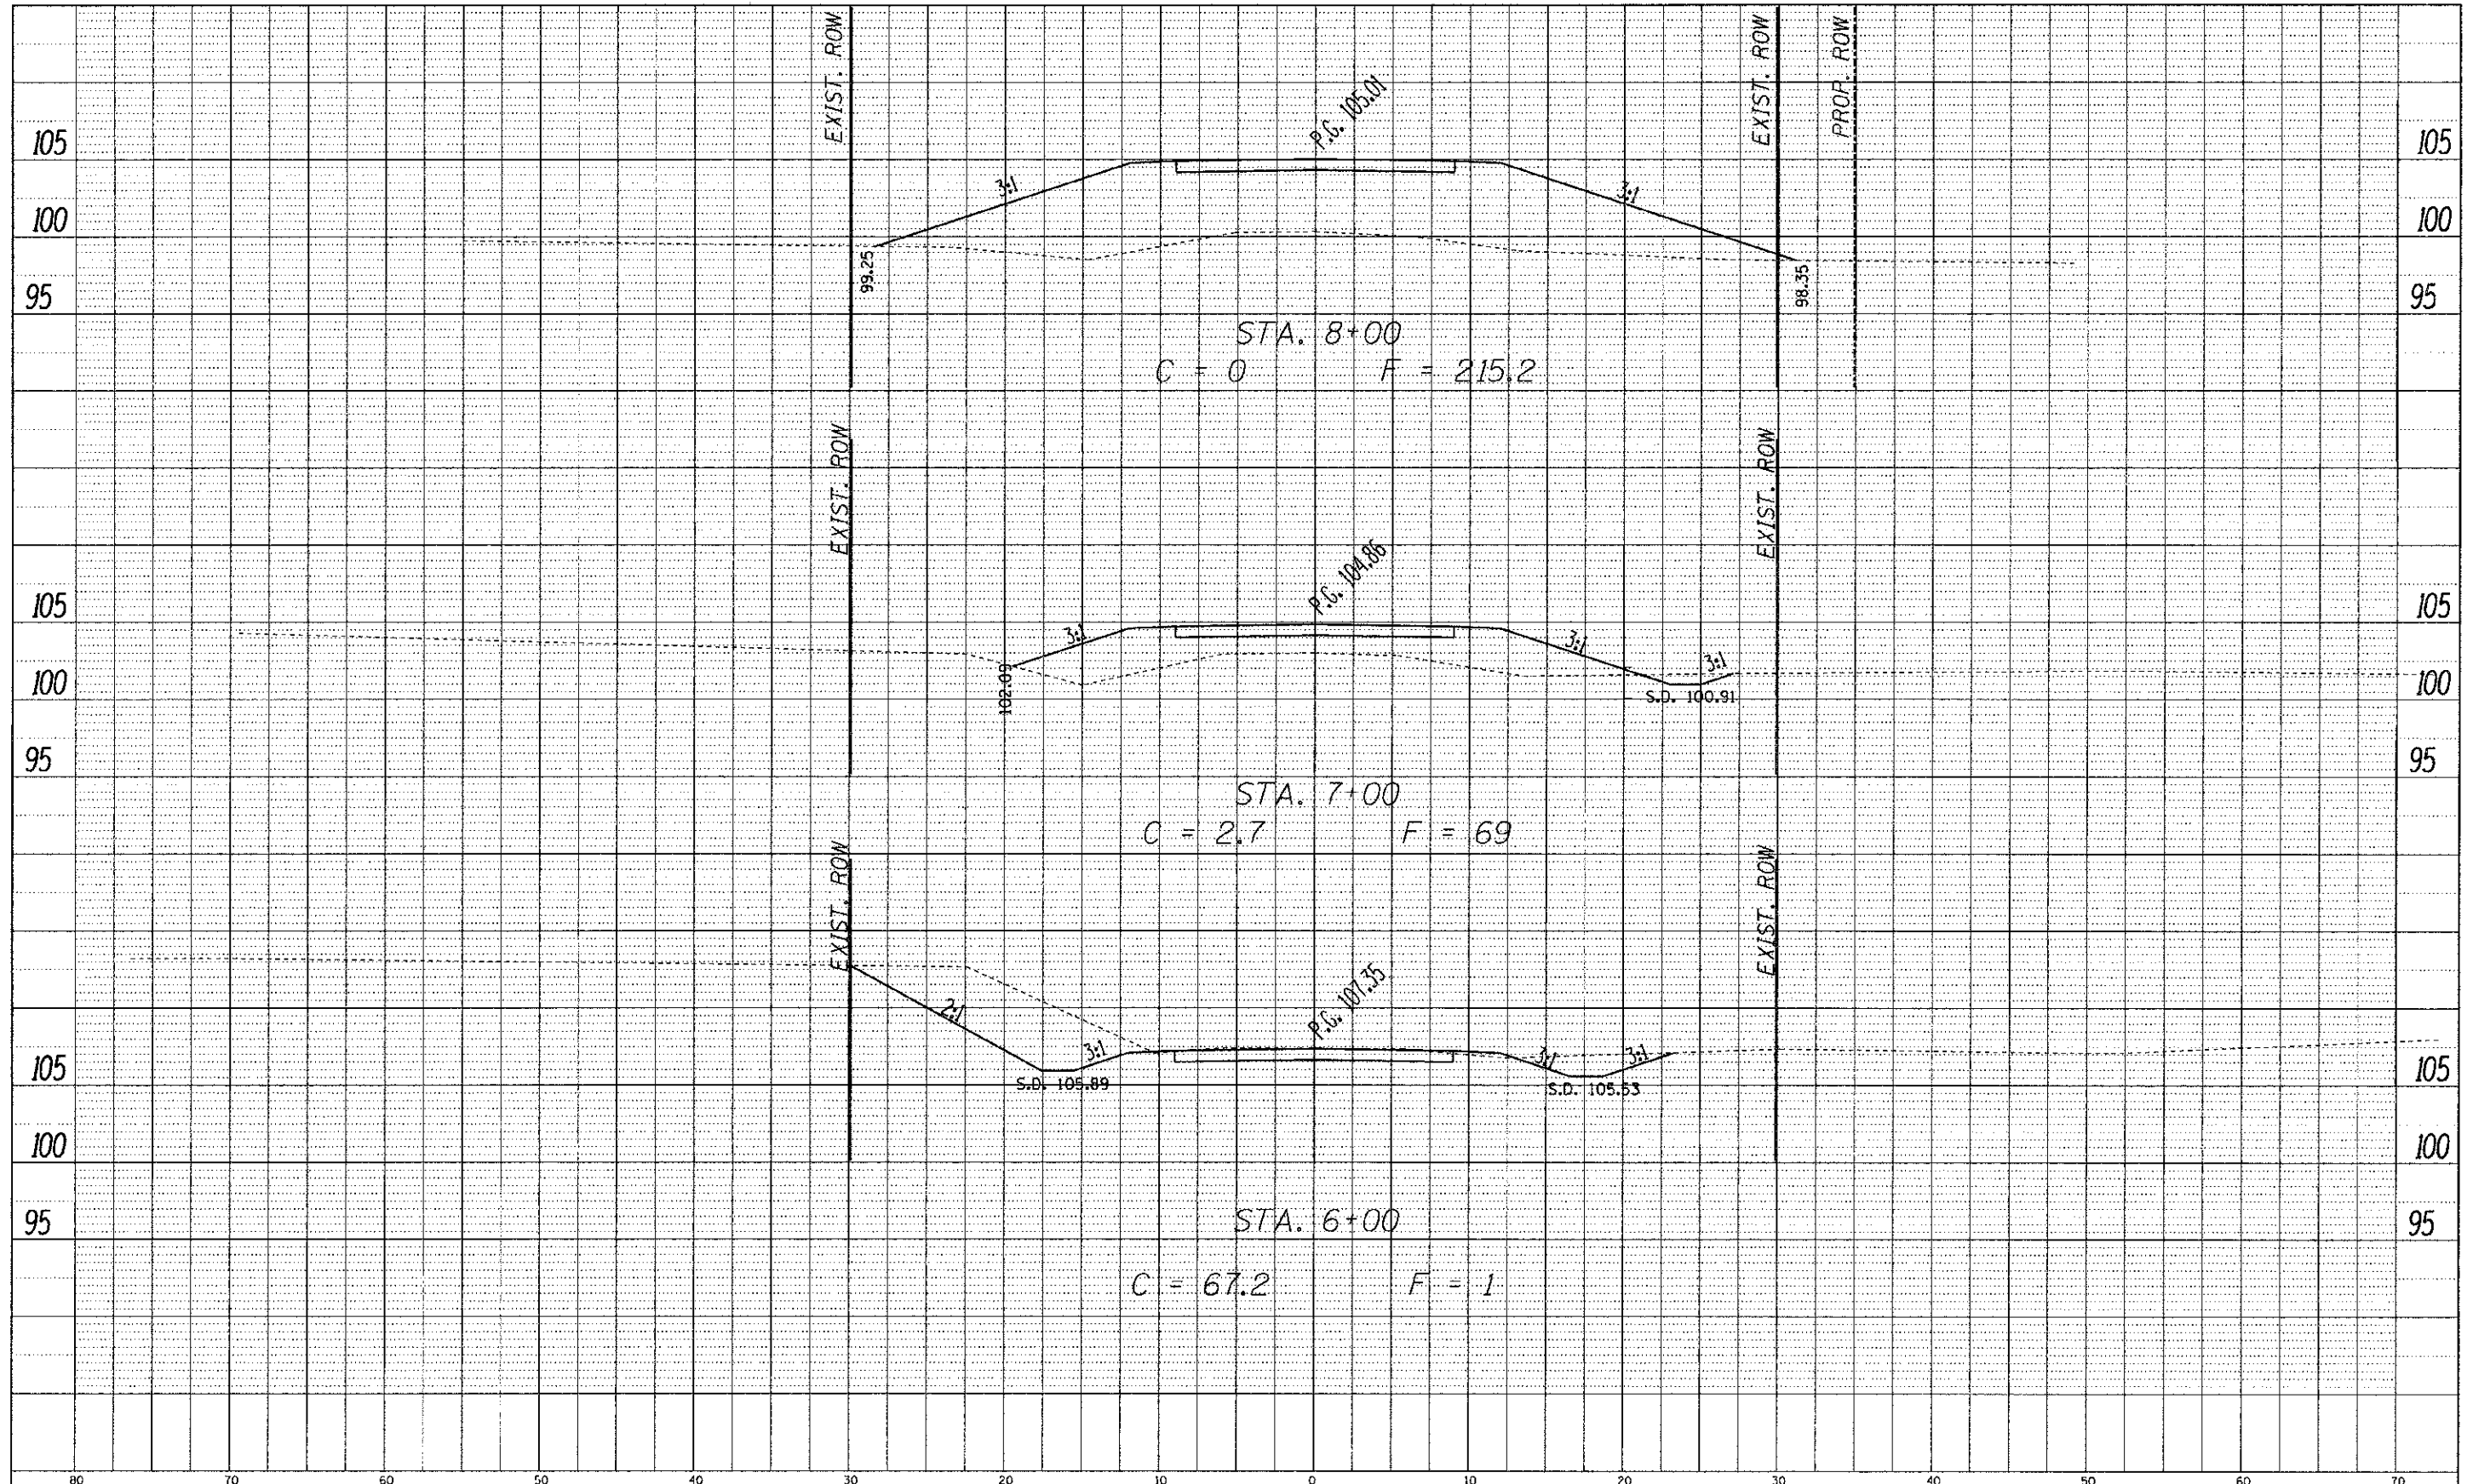 EXIST. ROW
EXIST. ROW
PROP. ROW
P.G. 105.01
105
105
3:1
3:1
100
100
99.25
98.35
95
95
STA. 8+00
C = 0 F = 215.2
EXIST. ROW
EXIST. ROW
P.G. 104.86
105
105
3:1
3:1
3:1
102.09
100
S.D. 100.91
100
95
95
STA. 7+00
C = 2.7 F = 69
EXIST. ROW
EXIST. ROW
P.G. 107.35
2:1
3:1
3:1
3:1
105
S.D. 105.89
S.D. 105.53
105
100
100
95
95
STA. 6+00
C = 67.2 F = 1
80 70 60 50 40 30 20 10 0 10 20 30 40 50 60 70